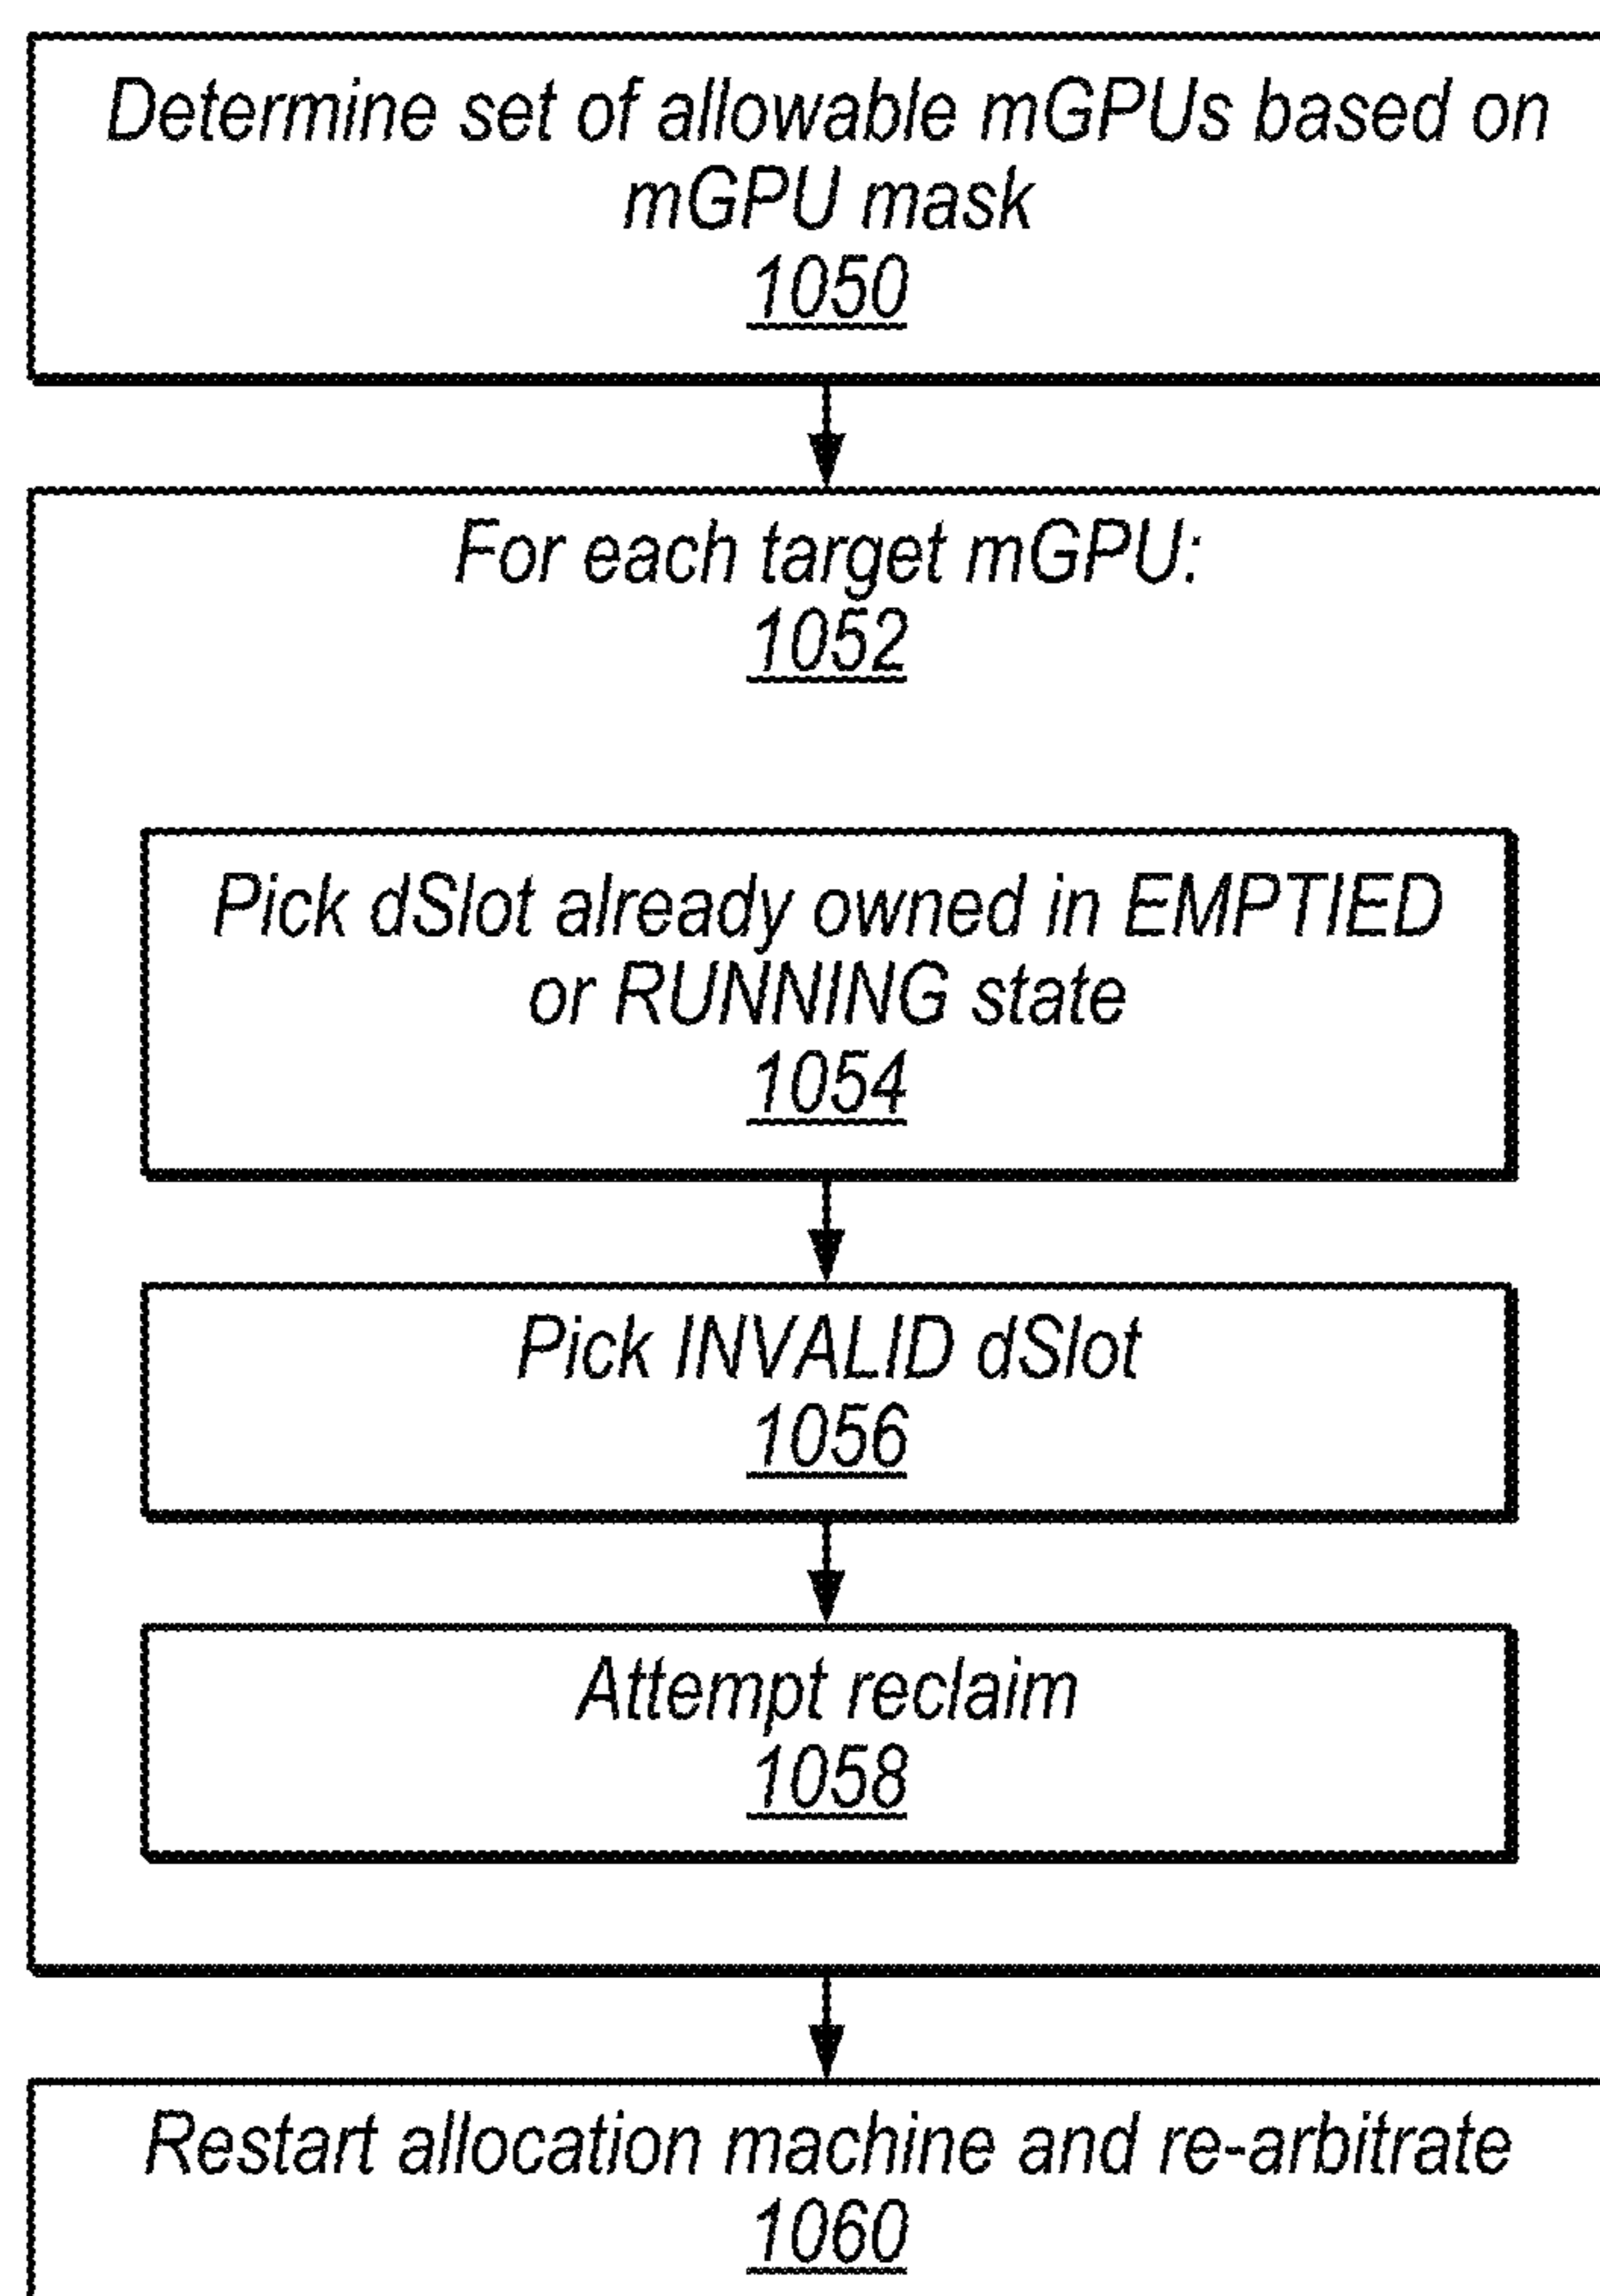 Determine set of allowable mGPUs based on
mGPU mask
1050
For each target mGPU:
1052
Pick dSlot already owned in EMPTIED
or RUNNING state
1054
Pick INVALID dSlot
1056
Attempt reclaim
1058
Restart allocation machine and re-arbitrate
1060